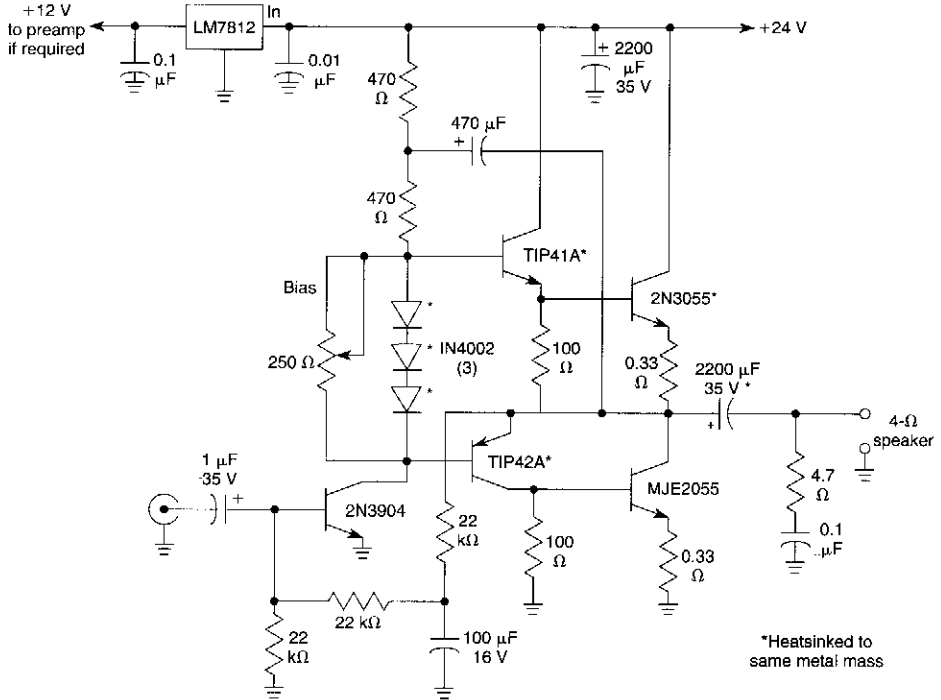 +12 V
to preamp
if required
LM7812
In
+24 V
0.1
μF
0.01
μF
470
Ω
+ 2200
μF
35 V
470 μF
+
470
Ω
TIP41A*
Bias
2N3055*
*
250 Ω
*
IN4002
(3)
*
100
Ω
0.33
Ω
2200 μF
35 V *
+
4-Ω
speaker
TIP42A*
1 μF
-35 V
+
2N3904
22
kΩ
MJE2055
4.7
Ω
100
Ω
0.33
Ω
0.1
..μF
22 kΩ
22
kΩ
100 μF
16 V
*Heatsinked to
same metal mass